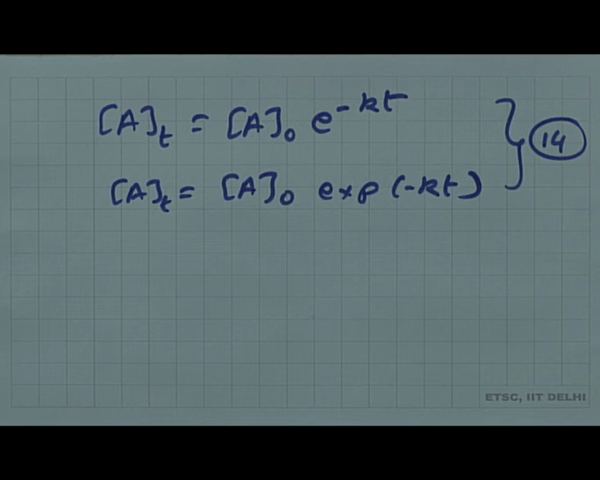 [A]t = [A]0 e^-kt
[A]t = [A]0 exp (-kt)
14
ETSC, IIT DELHI